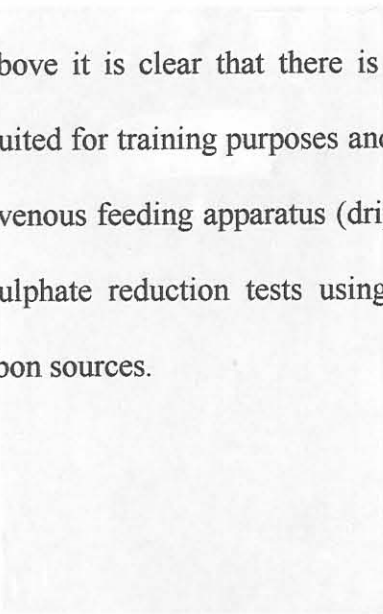 bove it is clear that there is
uited for training purposes and
venous feeding apparatus (dri
ulphate reduction tests using
bon sources.